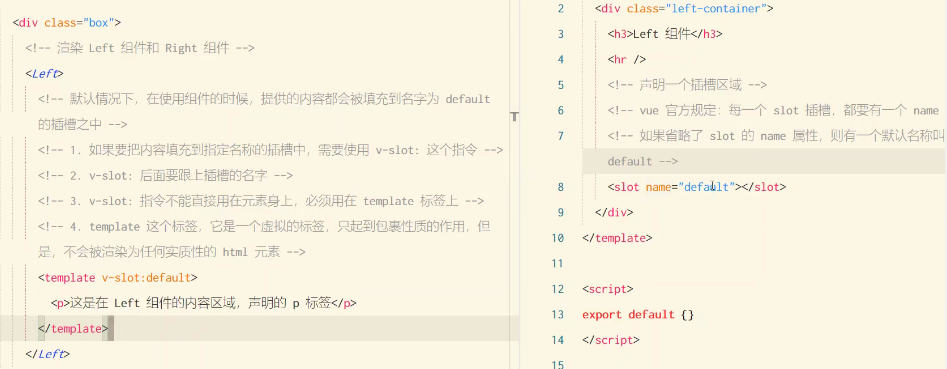 <div class="box">
<!-- 渲染 Left 组件和 Right 组件 -->
<Left>
<!-- 默认情况下，在使用组件的时候，提供的内容都会被填充到名字为 default
的插槽之中 -->
<!-- 1. 如果要把内容填充到指定名称的插槽中，需要使用 v-slot: 这个指令 -->
<!-- 2. v-slot: 后面要跟上插槽的名字 -->
<!-- 3. v-slot: 指令不能直接用在元素身上，必须用在 template 标签上 -->
<!-- 4. template 这个标签，它是一个虚拟的标签，只起到包裹性质的作用，但
是，不会被渲染为任何实质性的 html 元素 -->
<template v-slot:default>
<p>这是在 Left 组件的内容区域，声明的 p 标签</p>
</template>
</Left>
2 <div class="left-container">
3 <h3>Left 组件</h3>
4 <hr />
5 <!-- 声明一个插槽区域 -->
6 <!-- vue 官方规定：每一个 slot 插槽，都要有一个 name
7 <!-- 如果省略了 slot 的 name 属性，则有一个默认名称叫
default -->
8 <slot name="default"></slot>
9 </div>
10 </template>
11
12 <script>
13 export default {}
14 </script>
15